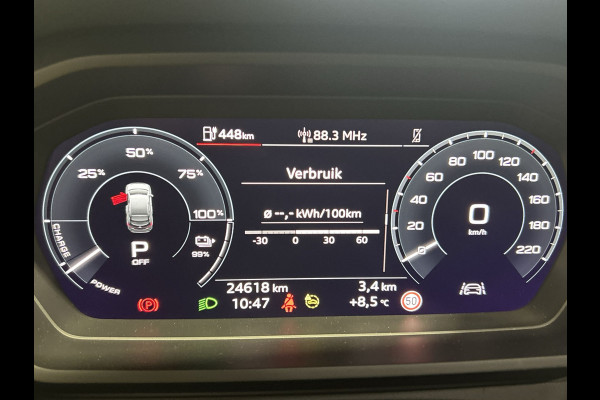 448km
88.3 MHz
Verbruik
ø --,- kWh/100km
-30 0 30 60
25% 50% 75% 100%
CHARGE
POWER
P
OFF
99%
0 20 40 60 80 100 120 140 160 180 200 220
0
km/h
24618 km
3,4 km
10:47
+8,5 °C
(P)
50